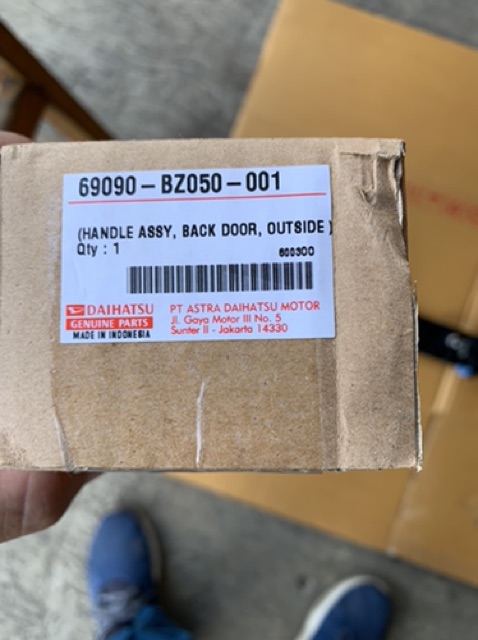 69090-BZ050-001
(HANDLE ASSY, BACK DOOR, OUTSIDE )
Qty : 1
600300
DAIHATSU
GENUINE PARTS
MADE IN INDONESIA
PT ASTRA DAIHATSU MOTOR
Jl. Gaya Motor III No. 5
Sunter II - Jakarta 14330